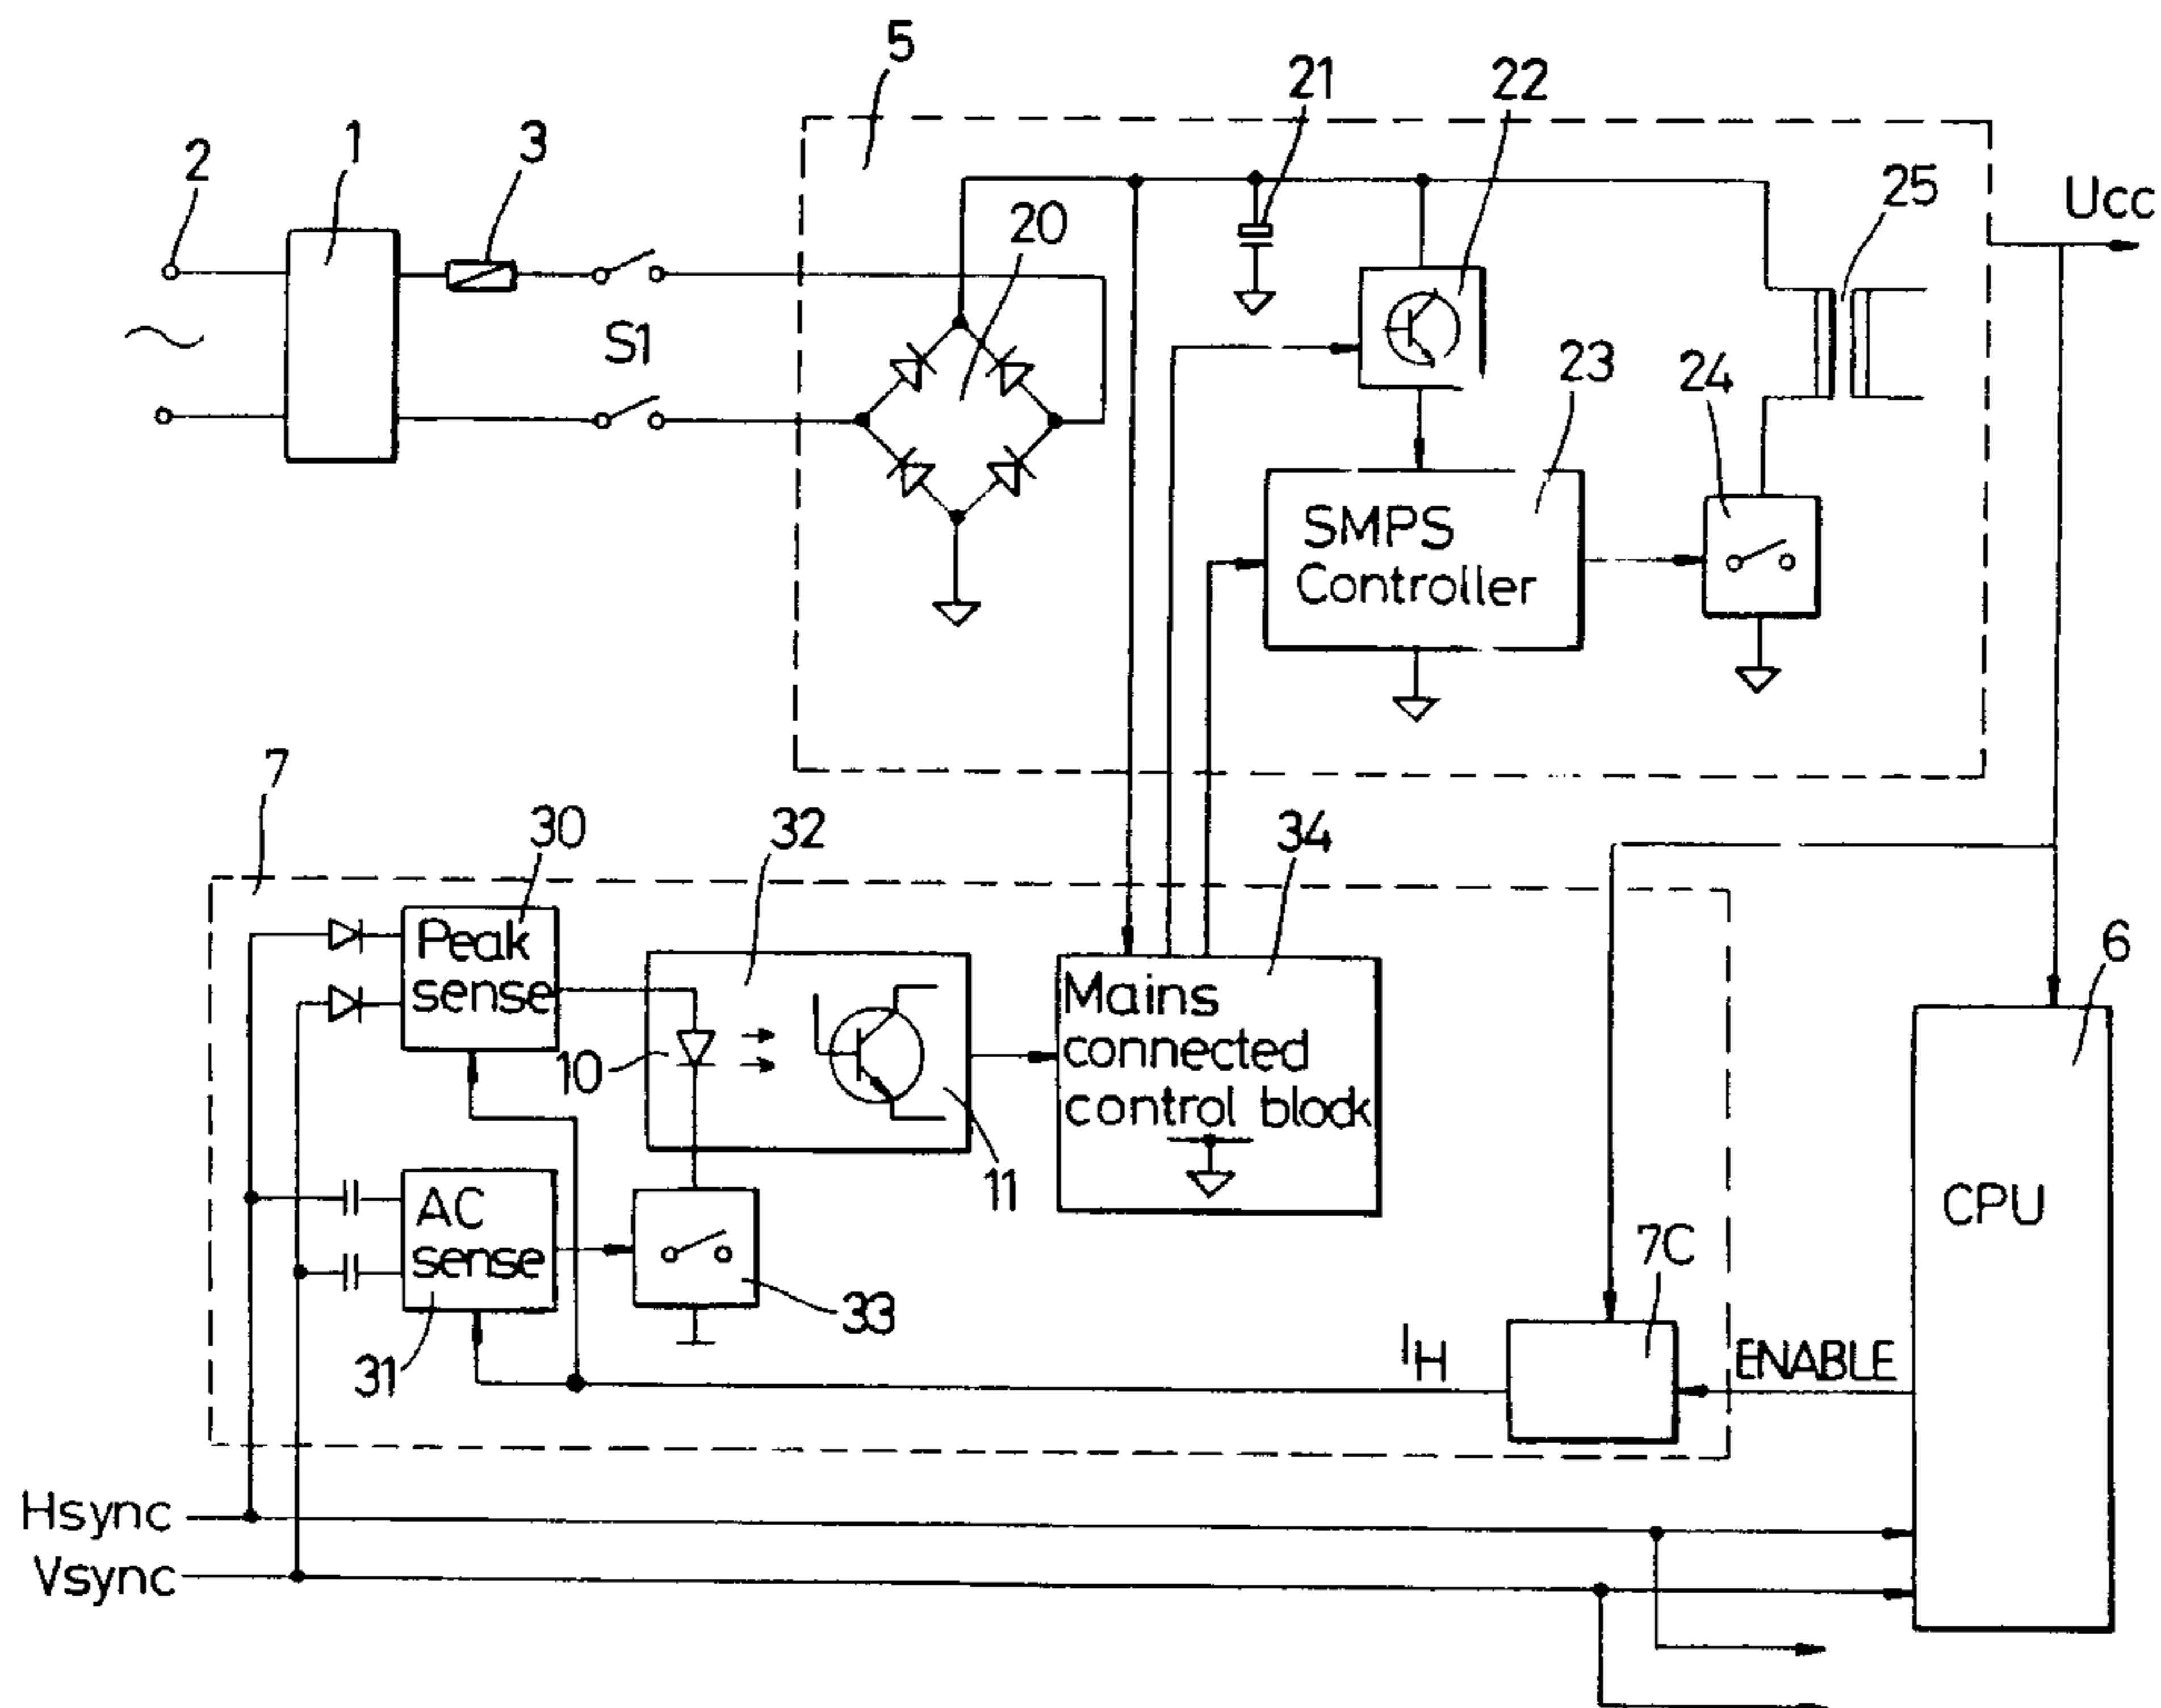 5
21
22
2
1
3
25
Ucc
20
S1
23
24
SMPS
Controller
7
30
32
34
6
Peak
sense
Mains
connected
control block
10
11
CPU
AC
sense
7C
33
31
IH
ENABLE
Hsync
Vsync